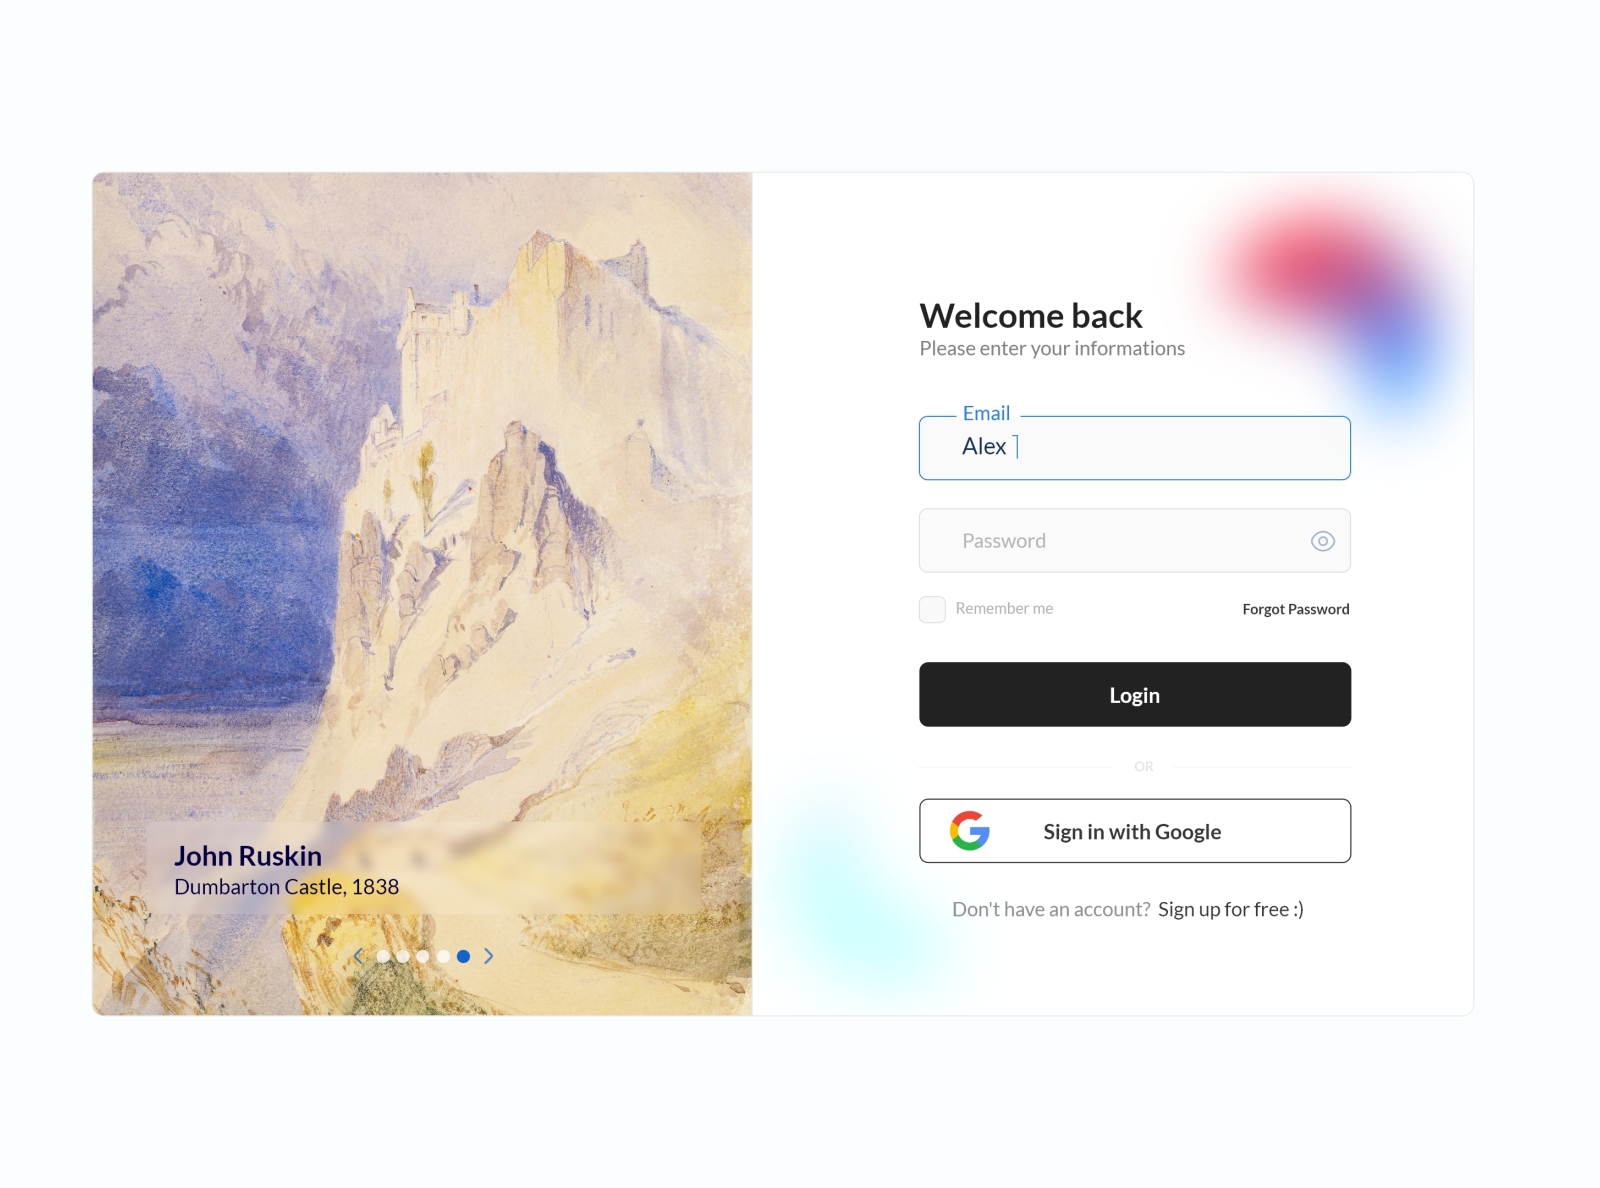 John Ruskin
Dumbarton Castle, 1838
Welcome back
Please enter your informations
Email
Alex
Password
Remember me
Forgot Password
Login
OR
Sign in with Google
Don't have an account? Sign up for free :)